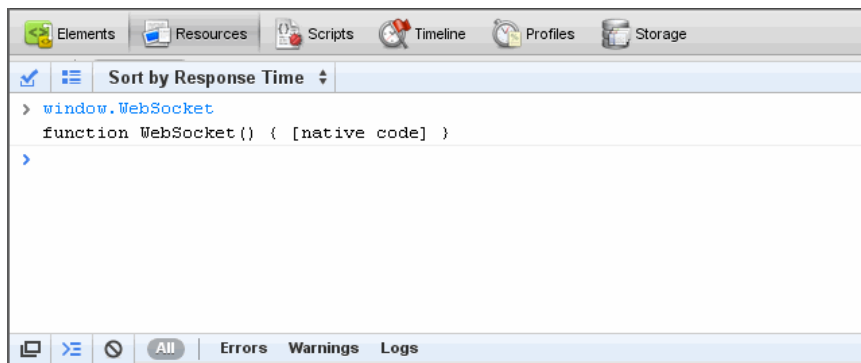 Elements Resources Scripts Timeline Profiles Storage
Sort by Response Time
> window.WebSocket
function WebSocket() { [native code] }
>
All Errors Warnings Logs